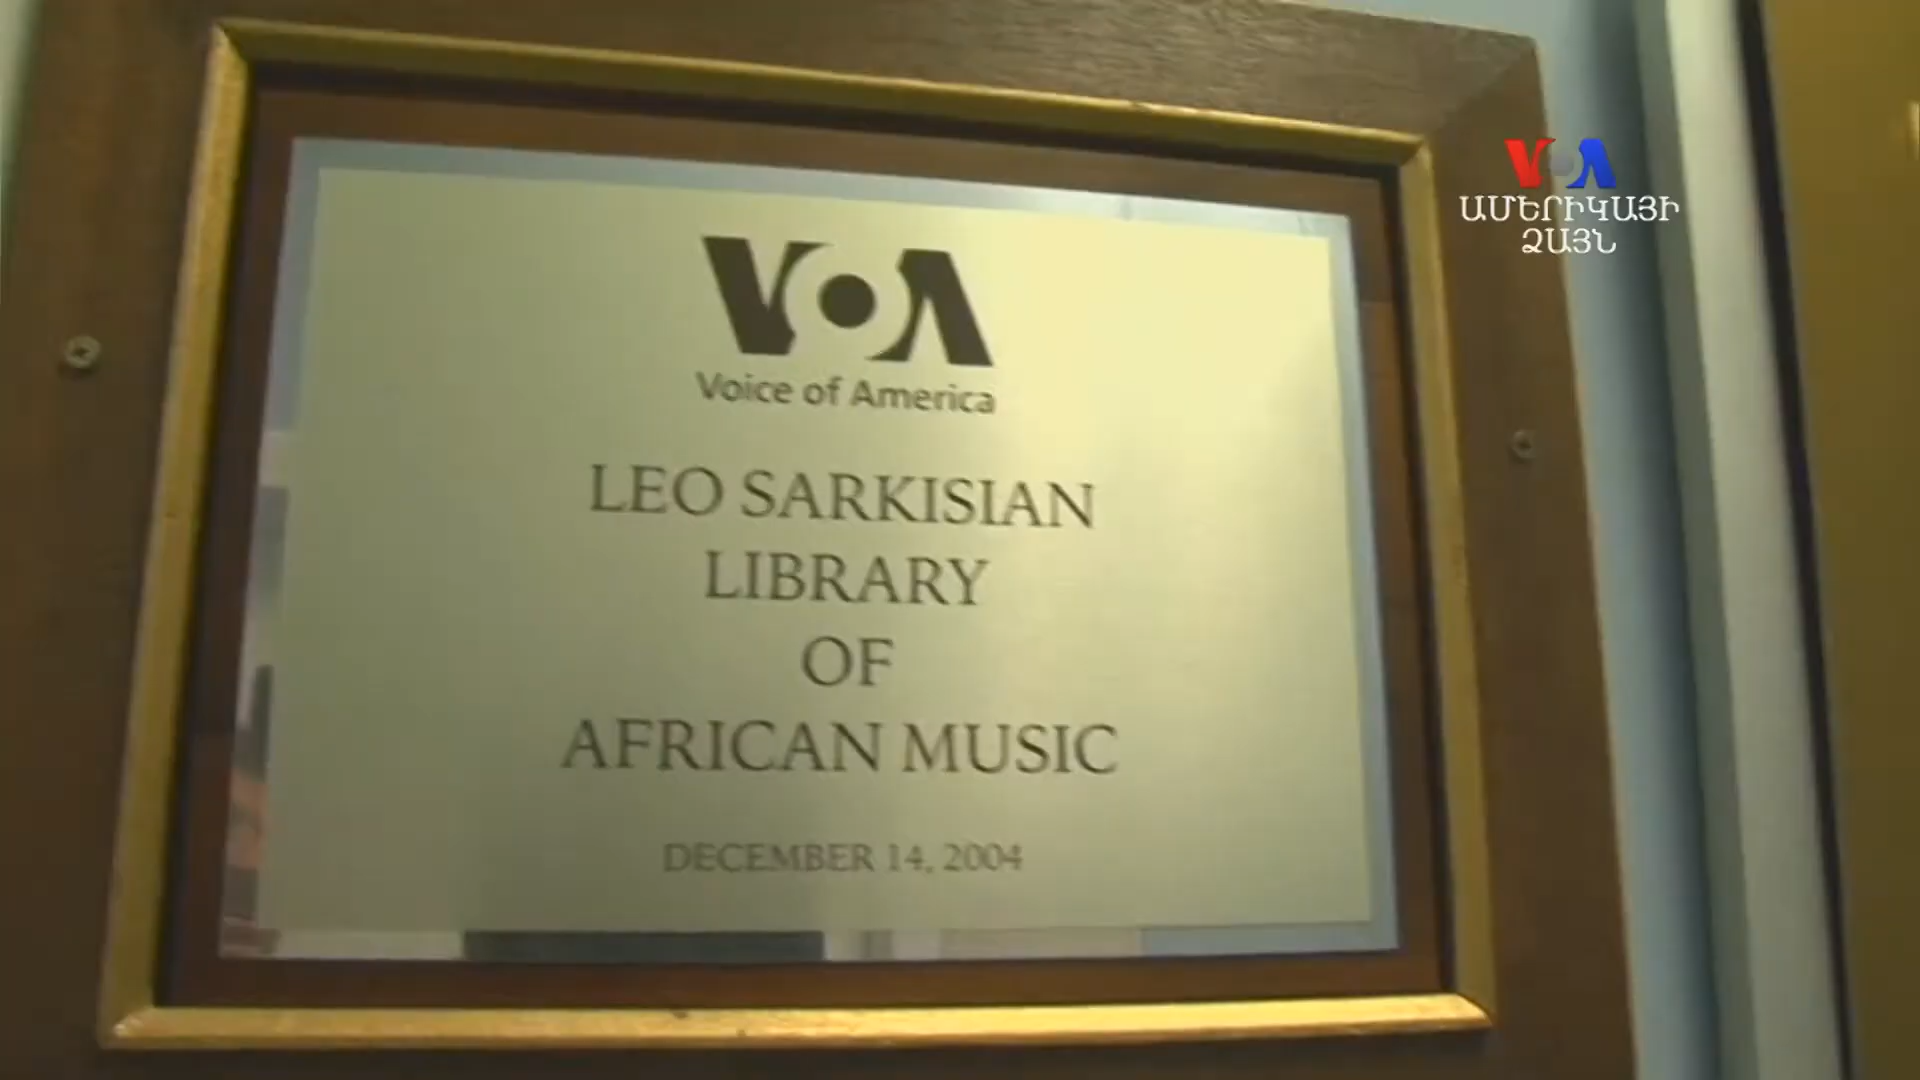 VOA
Voice of America
LEO SARKISIAN
LIBRARY
OF
AFRICAN MUSIC
DECEMBER 14, 2004
VOA
ԱՄԵՐԻԿԱՅԻ
ՁԱՅՆ